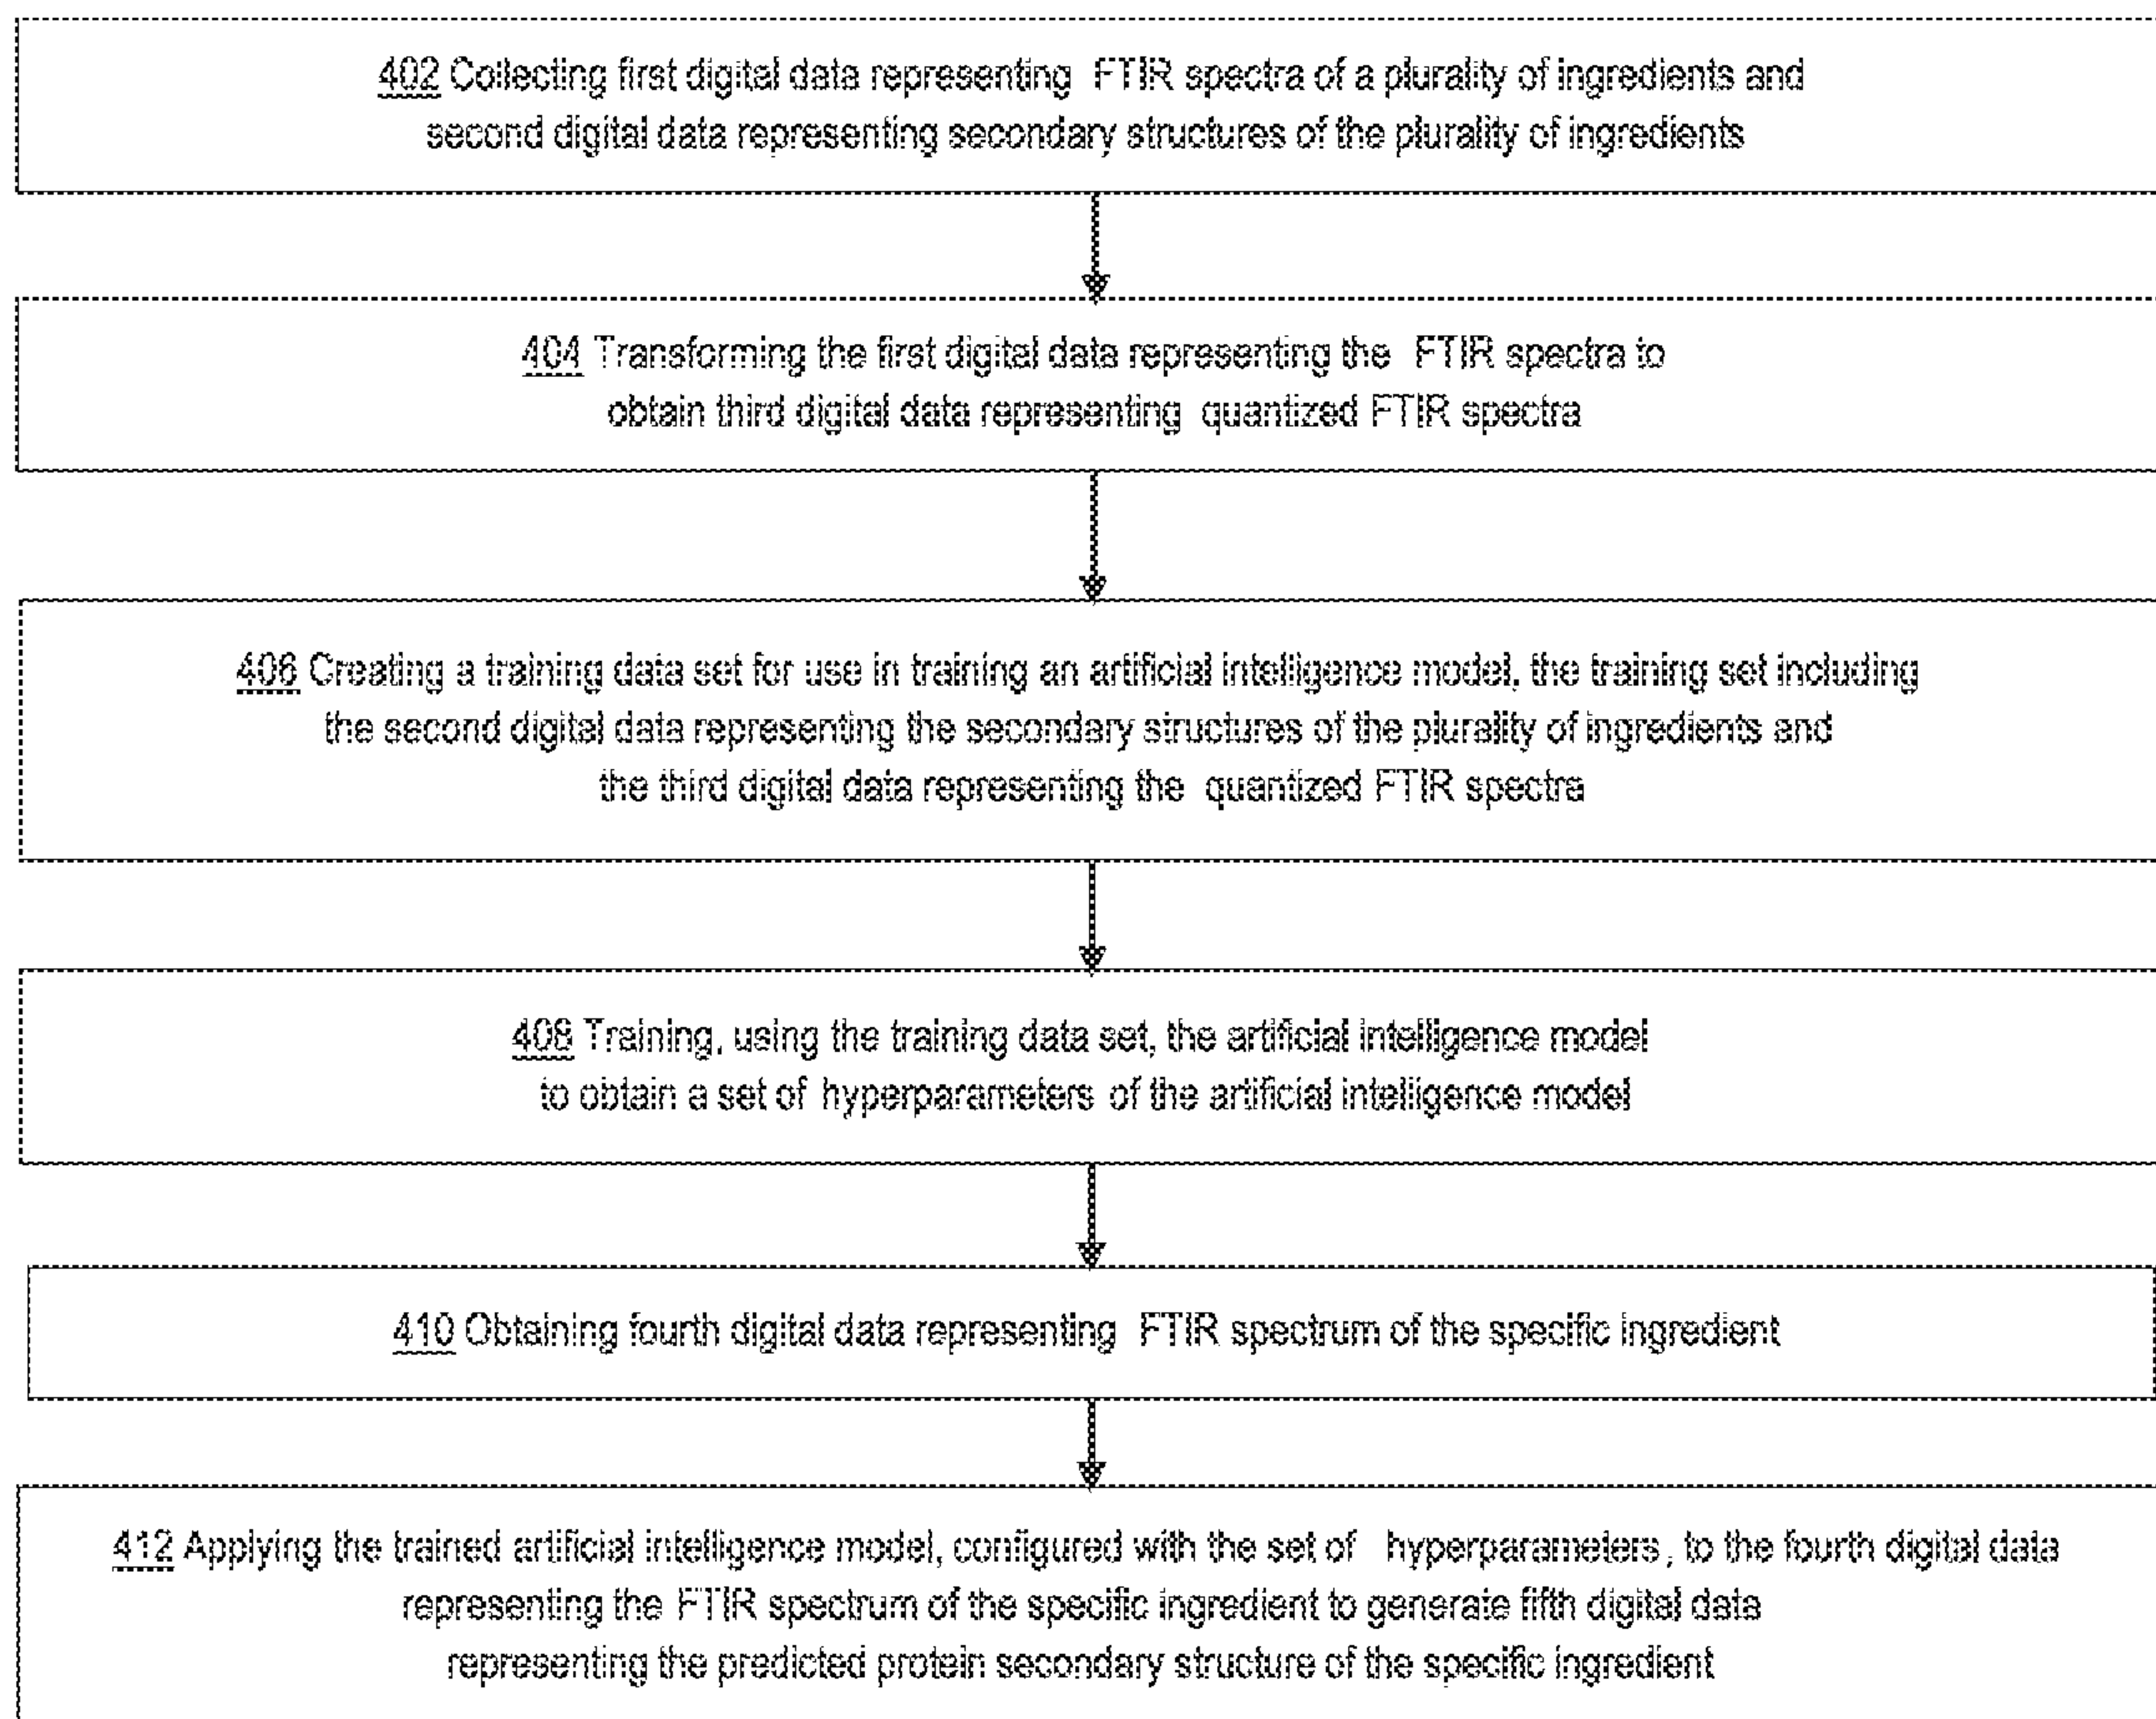 402 Collecting first digital data representing FTIR spectra of a plurality of ingredients and
second digital data representing secondary structures of the plurality of ingredients
404 Transforming the first digital data representing the FTIR spectra to
obtain third digital data representing quantized FTIR spectra
406 Creating a training data set for use in training an artificial intelligence model, the training set including
the second digital data representing the secondary structures of the plurality of ingredients and
the third digital data representing the quantized FTIR spectra
408 Training, using the training data set, the artificial intelligence model
to obtain a set of hyperparameters of the artificial intelligence model
410 Obtaining fourth digital data representing FTIR spectrum of the specific ingredient
412 Applying the trained artificial intelligence model, configured with the set of hyperparameters, to the fourth digital data
representing the FTIR spectrum of the specific ingredient to generate fifth digital data
representing the predicted protein secondary structure of the specific ingredient